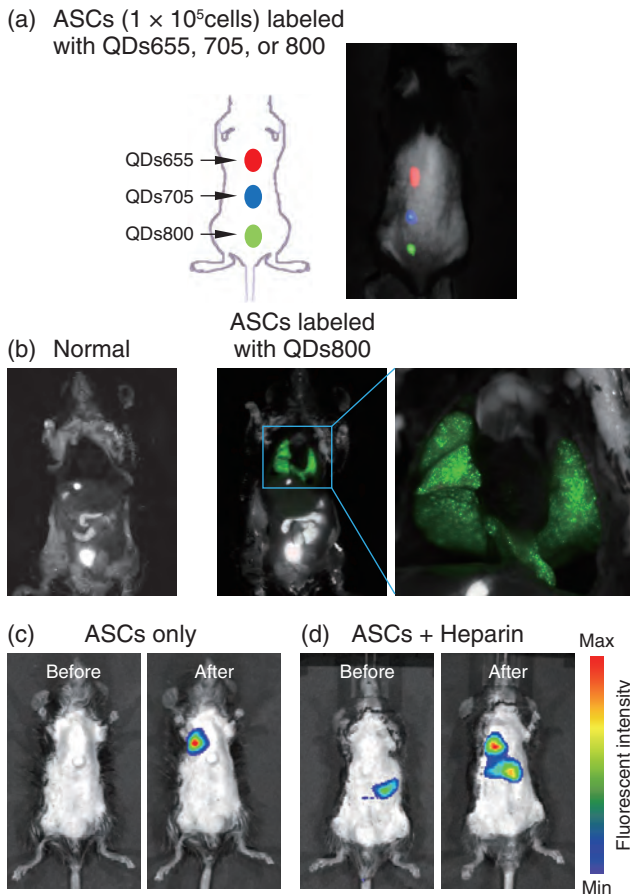 (a) ASCs (1 × 10⁵cells) labeled
with QDs655, 705, or 800
QDs655
QDs705
QDs800
(b) Normal
ASCs labeled
with QDs800
(c) ASCs only
Before
After
(d) ASCs + Heparin
Before
After
Max
Fluorescent intensity
Min